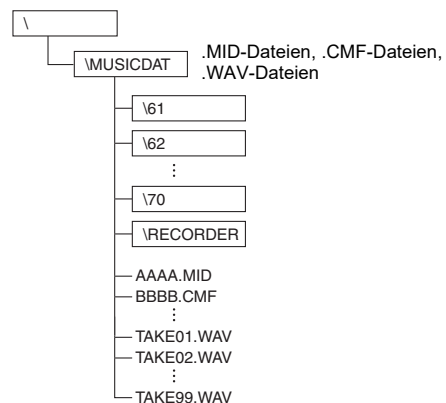 \
\MUSICDAT
.MID-Dateien, .CMF-Dateien,
.WAV-Dateien
\61
\62
⋮
\70
\RECORDER
AAAA.MID
BBBB.CMF
⋮
TAKE01.WAV
TAKE02.WAV
⋮
TAKE99.WAV